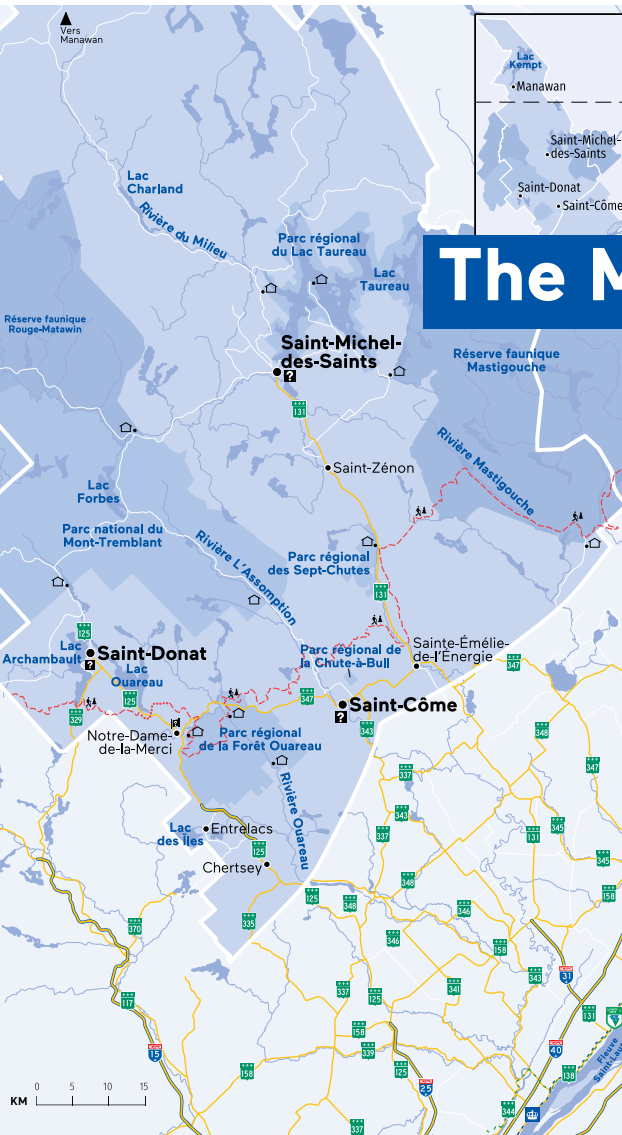 Vers
Manawan
Lac
Kempt
Manawan
Saint-Michel-
des-Saints
Saint-Donat
Saint-Côme
Lac
Charland
Rivière du Milieu
Parc régional
du Lac Taureau
Lac
Taureau
The M
Réserve faunique
Rouge-Matawin
Saint-Michel-
des-Saints
?
Réserve faunique
Mastigouche
131
Saint-Zénon
Rivière Mastigouche
Lac
Forbes
Parc national du
Mont-Tremblant
Rivière L'Assomption
Parc régional
des Sept-Chutes
131
125
Lac
Archambault
Saint-Donat
?
Lac
Ouareau
125
329
Parc régional de
la Chute-à-Bull
Sainte-Émélie-
de-l'Énergie
347
347
Saint-Côme
?
343
348
Notre-Dame-
de-la-Merci
Parc régional
de la Forêt Ouareau
Rivière Ouareau
337
347
Lac
des Îles
Entrelacs
125
Chertsey
343
337
131
345
345
125
348
348
346
158
335
370
346
158
117
337
125
341
343
31
131
158
339
15
158
125
25
40
138
344
337
Fleuve
Saint-Lau
KM
0 5 10 15